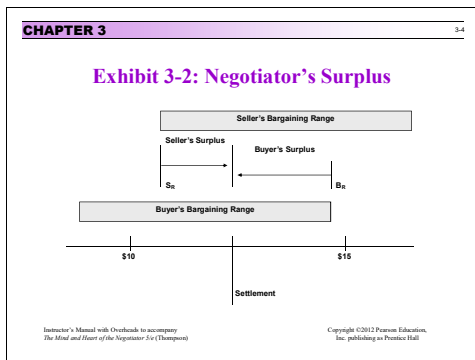 CHAPTER 3
3-4
Exhibit 3-2: Negotiator's Surplus
Seller's Bargaining Range
Seller's Surplus
Buyer's Surplus
SR
BR
Buyer's Bargaining Range
$10
$15
Settlement
Instructor's Manual with Overheads to accompany
The Mind and Heart of the Negotiator 5/e (Thompson)
Copyright ©2012 Pearson Education,
Inc. publishing as Prentice Hall